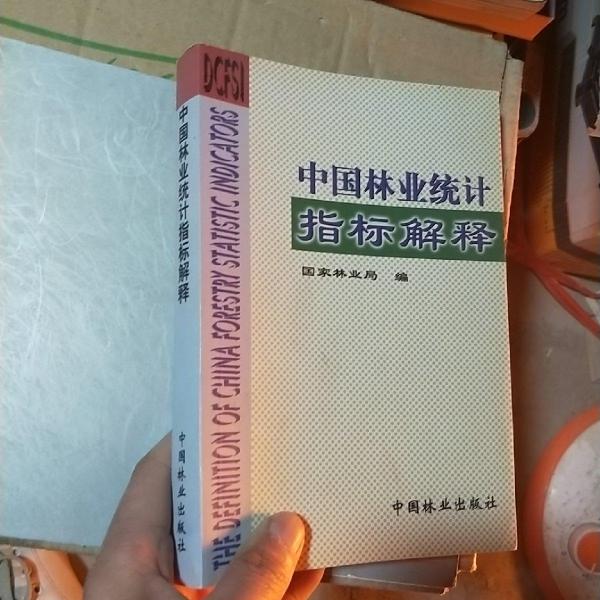 中国林业统计
指标解释
国家林业局 编
中国林业出版社
DCFSI
THE DEFINITION OF CHINA FORESTRY STATISTIC INDICATORS
中国林业统计指标解释
中国林业出版社